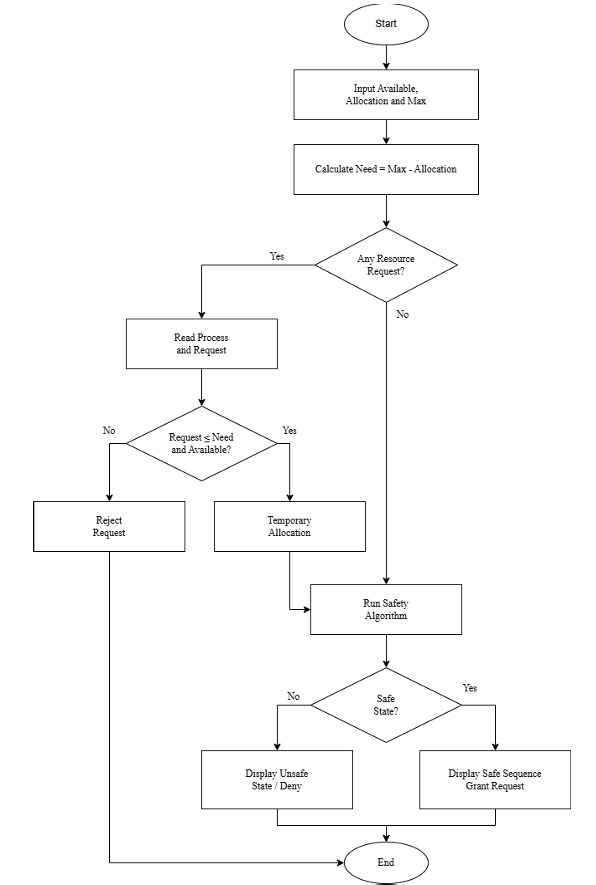 Start
Input Available,
Allocation and Max
Calculate Need = Max - Allocation
Any Resource
Request?
Yes
No
Read Process
and Request
Request ≤ Need
and Available?
No
Yes
Reject
Request
Temporary
Allocation
Run Safety
Algorithm
Safe
State?
No
Yes
Display Unsafe
State / Deny
Display Safe Sequence
Grant Request
End